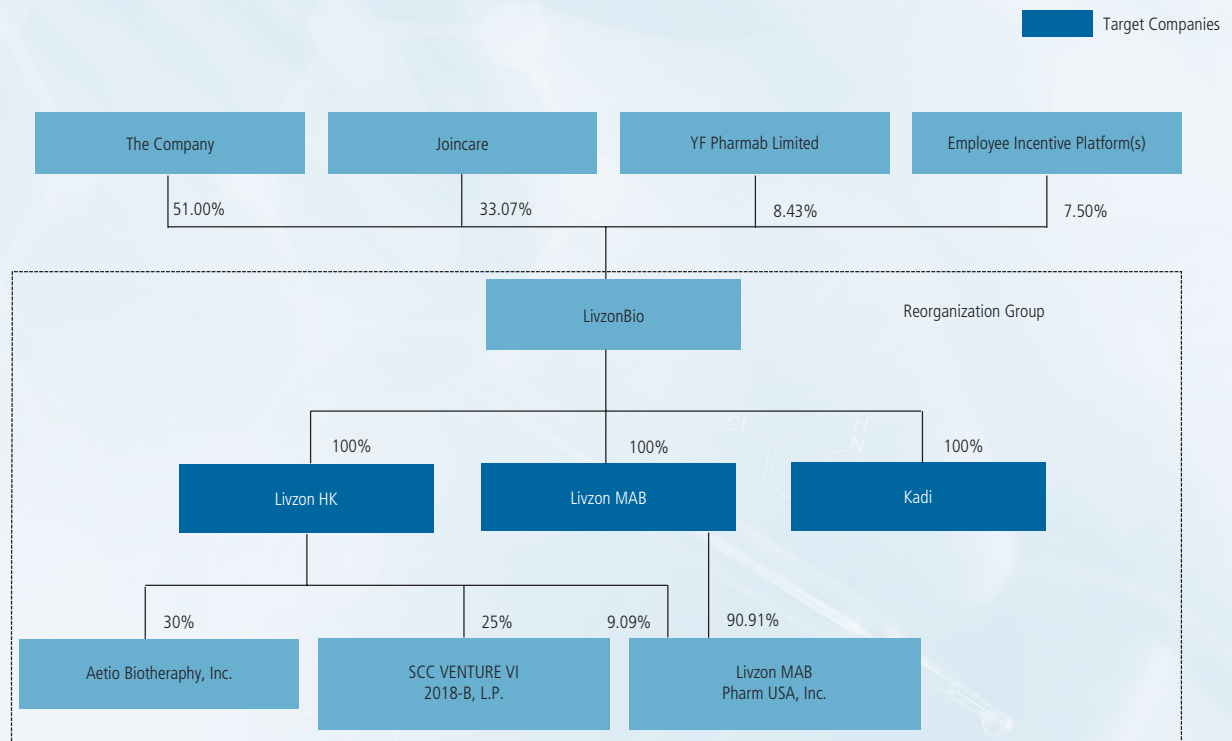 Target Companies
The Company
Joincare
YF Pharmab Limited
Employee Incentive Platform(s)
51.00%
33.07%
8.43%
7.50%
LivzonBio
Reorganization Group
100%
100%
100%
Livzon HK
Livzon MAB
Kadi
Cl
H
N
30%
25%
9.09%
90.91%
Aetio Biotheraphy, Inc.
SCC VENTURE VI
2018-B, L.P.
Livzon MAB
Pharm USA, Inc.